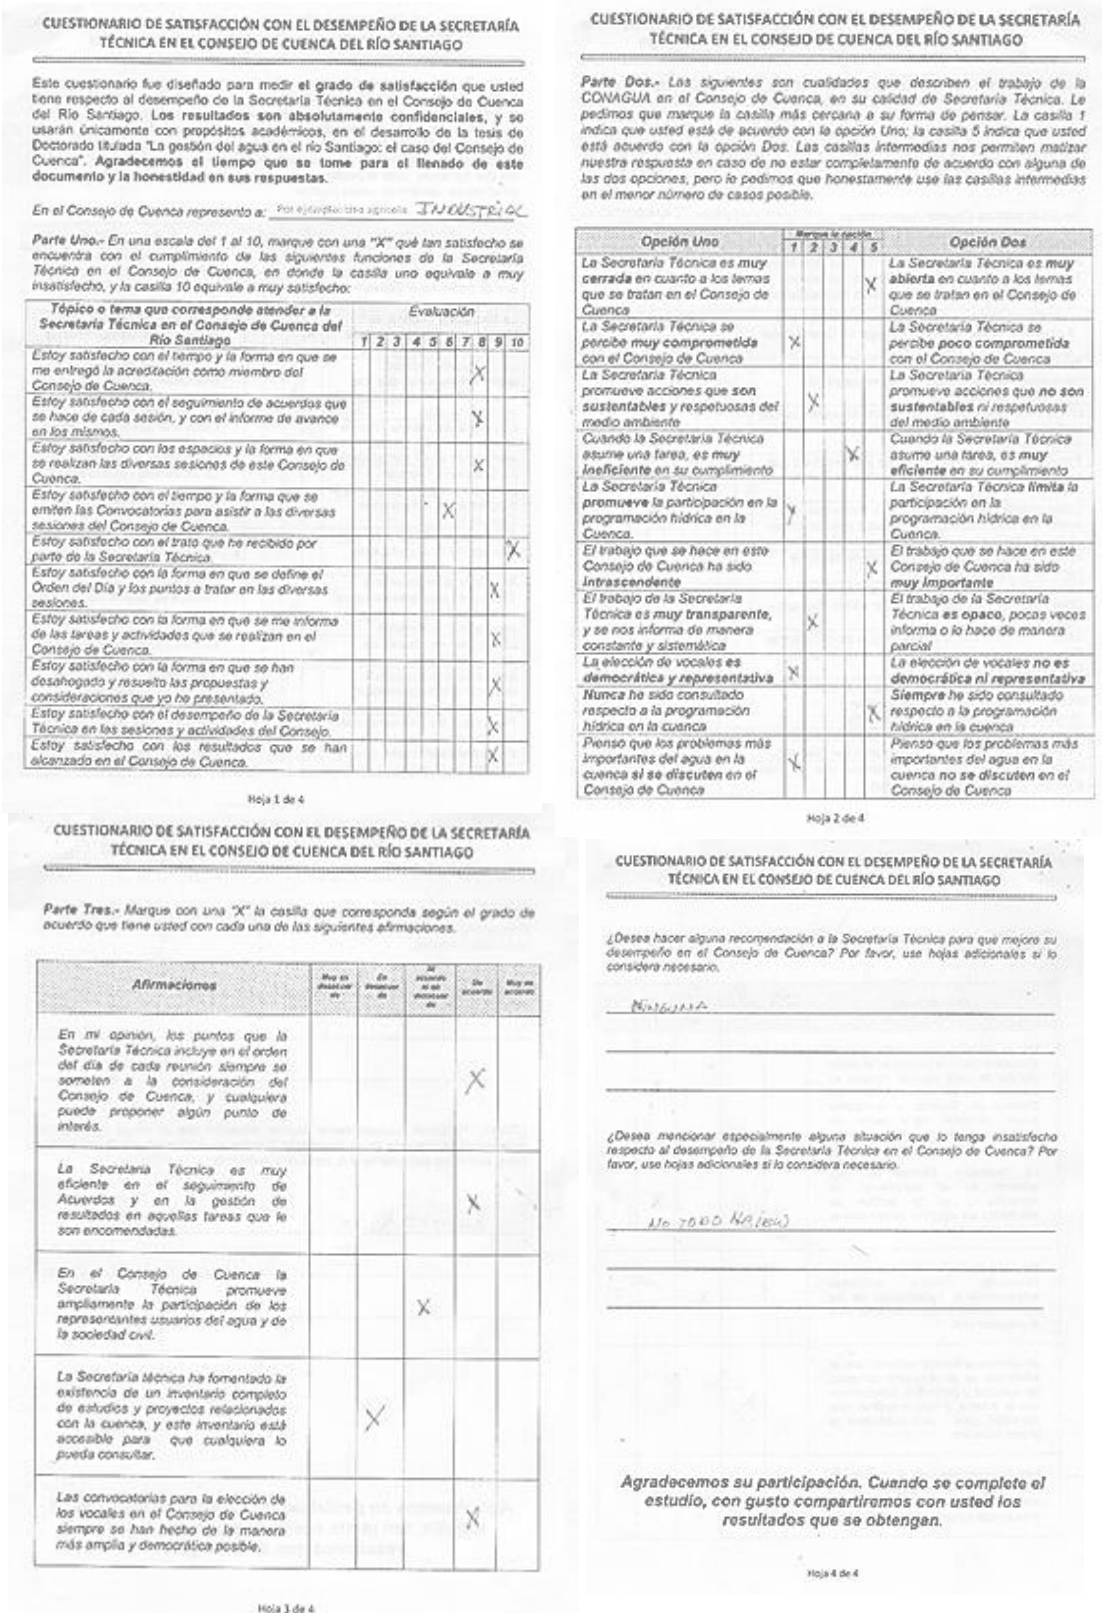 CUESTIONARIO DE SATISFACCIÓN CON EL DESEMPEÑO DE LA SECRETARÍA
TÉCNICA EN EL CONSEJO DE CUENCA DEL RÍO SANTIAGO
Este cuestionario fue diseñado para medir el grado de satisfacción que usted
tiene respecto al desempeño de la Secretaría Técnica en el Consejo de Cuenca
del Río Santiago. Los resultados son absolutamente confidenciales, y se
usarán únicamente con propósitos académicos, en el desarrollo de la tesis de
Doctorado titulada "La gestión del agua en el río Santiago: el caso del Consejo de
Cuenca". Agradecemos el tiempo que se tome para el llenado de este
documento y la honestidad en sus respuestas.
En el Consejo de Cuenca represento a: Por ejemplo: Uso agrícola INDUSTRIAL
Parte Uno.- En una escala del 1 al 10, marque con una "X" qué tan satisfecho se
encuentra con el cumplimiento de las siguientes funciones de la Secretaría
Técnica en el Consejo de Cuenca, en donde la casilla uno equivale a muy
insatisfecho, y la casilla 10 equivale a muy satisfecho:
Tópico o tema que corresponde atender a la
Secretaría Técnica en el Consejo de Cuenca del
Río Santiago
Evaluación
1 2 3 4 5 6 7 8 9 10
Estoy satisfecho con el tiempo y la forma en que se
me entregó la acreditación como miembro del
Consejo de Cuenca.
X
Estoy satisfecho con el seguimiento de acuerdos que
se hace de cada sesión, y con el informe de avance
en los mismos.
X
Estoy satisfecho con los espacios y la forma en que
se realizan las diversas sesiones de este Consejo de
Cuenca.
X
Estoy satisfecho con el tiempo y la forma que se
emiten las Convocatorias para asistir a las diversas
sesiones del Consejo de Cuenca.
X
Estoy satisfecho con el trato que he recibido por
parte de la Secretaría Técnica.
X
Estoy satisfecho con la forma en que se define el
Orden del Día y los puntos a tratar en las diversas
sesiones.
X
Estoy satisfecho con la forma en que se me informa
de las tareas y actividades que se realizan en el
Consejo de Cuenca.
X
Estoy satisfecho con la forma en que se han
desahogado y resuelto las propuestas y
consideraciones que yo he presentado.
X
Estoy satisfecho con el desempeño de la Secretaría
Técnica en las sesiones y actividades del Consejo.
X
Estoy satisfecho con los resultados que se han
alcanzado en el Consejo de Cuenca.
X
Hoja 1 de 4
CUESTIONARIO DE SATISFACCIÓN CON EL DESEMPEÑO DE LA SECRETARÍA
TÉCNICA EN EL CONSEJO DE CUENCA DEL RÍO SANTIAGO
Parte Dos.- Las siguientes son cualidades que describen el trabajo de la
CONAGUA en el Consejo de Cuenca, en su calidad de Secretaría Técnica. Le
pedimos que marque la casilla más cercana a su forma de pensar. La casilla 1
indica que usted está de acuerdo con la opción Uno; la casilla 5 indica que usted
está acuerdo con la opción Dos. Las casillas intermedias nos permiten matizar
nuestra respuesta en caso de no estar completamente de acuerdo con alguna de
las dos opciones, pero le pedimos que honestamente use las casillas intermedias
en el menor número de casos posible.
Opción Uno
Marque la opción
1 2 3 4 5
Opción Dos
La Secretaría Técnica es muy
cerrada en cuanto a los temas
que se tratan en el Consejo de
Cuenca
X
La Secretaría Técnica es muy
abierta en cuanto a los temas
que se tratan en el Consejo de
Cuenca
La Secretaría Técnica se
percibe muy comprometida
con el Consejo de Cuenca
X
La Secretaría Técnica se
percibe poco comprometida
con el Consejo de Cuenca
La Secretaría Técnica
promueve acciones que son
sustentables y respetuosas del
medio ambiente
X
La Secretaría Técnica
promueve acciones que no son
sustentables ni respetuosas
del medio ambiente
Cuando la Secretaría Técnica
asume una tarea, es muy
ineficiente en su cumplimiento
X
Cuando la Secretaría Técnica
asume una tarea, es muy
eficiente en su cumplimiento
La Secretaría Técnica
promueve la participación en la
programación hídrica en la
Cuenca.
X
La Secretaría Técnica limita la
participación en la
programación hídrica en la
Cuenca.
El trabajo que se hace en este
Consejo de Cuenca ha sido
intrascendente
X
El trabajo que se hace en este
Consejo de Cuenca ha sido
muy importante
El trabajo de la Secretaría
Técnica es muy transparente,
y se nos informa de manera
constante y sistemática
X
El trabajo de la Secretaría
Técnica es opaco, pocas veces
informa o lo hace de manera
parcial
La elección de vocales es
democrática y representativa
X
La elección de vocales no es
democrática ni representativa
Nunca he sido consultado
respecto a la programación
hídrica en la cuenca
X
Siempre he sido consultado
respecto a la programación
hídrica en la cuenca
Pienso que los problemas más
importantes del agua en la
cuenca sí se discuten en el
Consejo de Cuenca
X
Pienso que los problemas más
importantes del agua en la
cuenca no se discuten en el
Consejo de Cuenca
Hoja 2 de 4
CUESTIONARIO DE SATISFACCIÓN CON EL DESEMPEÑO DE LA SECRETARÍA
TÉCNICA EN EL CONSEJO DE CUENCA DEL RÍO SANTIAGO
Parte Tres.- Marque con una "X" la casilla que corresponda según el grado de
acuerdo que tiene usted con cada una de las siguientes afirmaciones.
Afirmaciones
Muy en desacuerdo
En desacuerdo
Ni acuerdo ni en desacuerdo
De acuerdo
Muy de acuerdo
En mi opinión, los puntos que la
Secretaría Técnica incluye en el orden
del día de cada reunión siempre se
someten a la consideración del
Consejo de Cuenca, y cualquiera
puede proponer algún punto de
interés.
X
La Secretaría Técnica es muy
eficiente en el seguimiento de
Acuerdos y en la gestión de
resultados en aquellas tareas que le
son encomendadas.
X
En el Consejo de Cuenca la
Secretaría Técnica promueve
ampliamente la participación de los
representantes usuarios del agua y de
la sociedad civil.
X
La Secretaría técnica ha fomentado la
existencia de un inventario completo
de estudios y proyectos relacionados
con la cuenca, y este inventario está
accesible para que cualquiera lo
pueda consultar.
X
Las convocatorias para la elección de
los vocales en el Consejo de Cuenca
siempre se han hecho de la manera
más amplia y democrática posible.
X
Hoja 3 de 4
CUESTIONARIO DE SATISFACCIÓN CON EL DESEMPEÑO DE LA SECRETARÍA
TÉCNICA EN EL CONSEJO DE CUENCA DEL RÍO SANTIAGO
¿Desea hacer alguna recomendación a la Secretaría Técnica para que mejore su
desempeño en el Consejo de Cuenca? Por favor, use hojas adicionales si lo
considera necesario.
NINGUNA
¿Desea mencionar especialmente alguna situación que lo tenga insatisfecho
respecto al desempeño de la Secretaría Técnica en el Consejo de Cuenca? Por
favor, use hojas adicionales si lo considera necesario.
NO TODO
Agradecemos su participación. Cuando se complete el
estudio, con gusto compartiremos con usted los
resultados que se obtengan.
Hoja 4 de 4